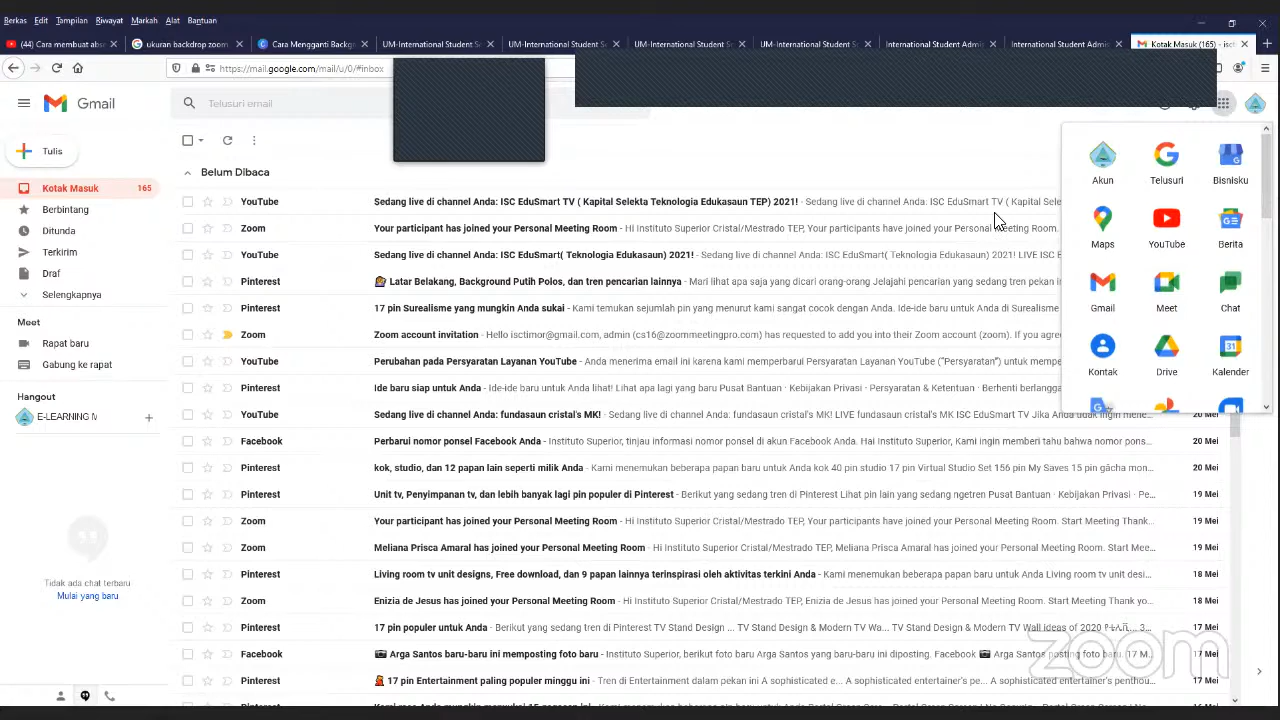 Berkas Edit Tampilan Riwayat Markah Alat Bantuan
(44) Cara membuat abse
ukuran backdrop zoom
Cara Mengganti Backg
UM-International Student S
UM-International Student S
UM-International Student S
UM-International Student S
International Student Admi
International Student Admi
Kotak Masuk (165) - isct
https://mail.google.com/mail/u/0/#inbox
Gmail
Telusuri email
Tulis
Kotak Masuk 165
Berbintang
Ditunda
Terkirim
Draf
Selengkapnya
Meet
Rapat baru
Gabung ke rapat
Hangout
E-LEARNING M
Tidak ada chat terbaru
Mulai yang baru
Belum Dibaca
YouTube Sedang live di channel Anda: ISC EduSmart TV ( Kapital Selekta Teknologia Edukasaun TEP) 2021! - Sedang live di channel Anda: ISC EduSmart TV ( Kapital Sele
Zoom Your participant has joined your Personal Meeting Room - Hi Instituto Superior Cristal/Mestrado TEP, Your participants have joined your Personal Meeting Room.
YouTube Sedang live di channel Anda: ISC EduSmart( Teknologia Edukasaun) 2021! - Sedang live di channel Anda: ISC EduSmart( Teknologia Edukasaun) 2021! LIVE ISC E
Pinterest Latar Belakang, Background Putih Polos, dan tren pencarian lainnya - Mari lihat apa saja yang dicari orang-orang Jelajahi pencarian yang sedang tren pekan in
Pinterest 17 pin Surealisme yang mungkin Anda sukai - Kami temukan sejumlah pin yang menurut kami sangat cocok dengan Anda. Ide-ide baru untuk Anda di Surrealisme
Zoom Zoom account invitation - Hello isctimor@gmail.com, admin (cs16@zoommeetingpro.com) has requested to add you into their Zoom account (zoom). If you agree
YouTube Perubahan pada Persyaratan Layanan YouTube - Anda menerima email ini karena kami memperbarui Persyaratan Layanan YouTube ("Persyaratan") untuk mempe
Pinterest Ide baru siap untuk Anda - Ide-ide baru untuk Anda lihat! Lihat apa lagi yang baru Pusat Bantuan · Kebijakan Privasi · Persyaratan & Ketentuan · Berhenti berlangga
YouTube Sedang live di channel Anda: fundasaun cristal's MK! - Sedang live di channel Anda: fundasaun cristal's MK! LIVE fundasaun cristal's MK! ISC EduSmart TV Jika Anda tidak ingin mene... 20 Mei
Facebook Perbarui nomor ponsel Facebook Anda - Instituto Superior, tinjau informasi nomor ponsel di akun Facebook Anda. Hai Instituto Superior, Kami ingin memberi tahu bahwa nomor pons... 20 Mei
Pinterest kok, studio, dan 12 papan lain seperti milik Anda - Kami menemukan beberapa papan baru untuk Anda kok 40 pin studio 17 pin Virtual Studio Set 156 pin My Saves 15 pin gâcha mon... 20 Mei
Pinterest Unit tv, Penyimpanan tv, dan lebih banyak lagi pin populer di Pinterest - Berikut yang sedang tren di Pinterest Lihat pin lain yang sedang ngetren Pusat Bantuan · Kebijakan Privasi · Pe... 19 Mei
Zoom Your participant has joined your Personal Meeting Room - Hi Instituto Superior Cristal/Mestrado TEP, Your participants have joined your Personal Meeting Room. Start Meeting Thank... 19 Mei
Zoom Meliana Prisca Amaral has joined your Personal Meeting Room - Hi Instituto Superior Cristal/Mestrado TEP, Meliana Prisca Amaral has joined your Personal Meeting Room. Start Mee... 19 Mei
Pinterest Living room tv unit designs, Free download, dan 9 papan lainnya terinspirasi oleh aktivitas terkini Anda - Kami menemukan beberapa papan baru untuk Anda Living room tv unit desi... 18 Mei
Zoom Enizia de Jesus has joined your Personal Meeting Room - Hi Instituto Superior Cristal/Mestrado TEP, Enizia de Jesus has joined your Personal Meeting Room. Start Meeting Thank yo... 18 Mei
Pinterest 17 pin populer untuk Anda - Berikut yang sedang tren di Pinterest TV Stand Design ... TV Stand Design & Modern TV Wa... TV Stand Design & Modern TV Wall ideas of 2020 3... 17 Mei
Facebook Arga Santos baru-baru ini memposting foto baru - Instituto Superior, berikut foto baru Arga Santos yang baru-baru ini diposting. Facebook Arga Santos posting foto baru. 17 M...
Pinterest 17 pin Entertainment paling populer minggu ini - Tren di Entertainment dalam pekan ini A sophisticated e... A sophisticated entertainer's pe... A sophisticated entertainer's penthou...
Akun Telusuri Bisnisku
Maps YouTube Berita
Gmail Meet Chat
Kontak Drive Kalender
zoom